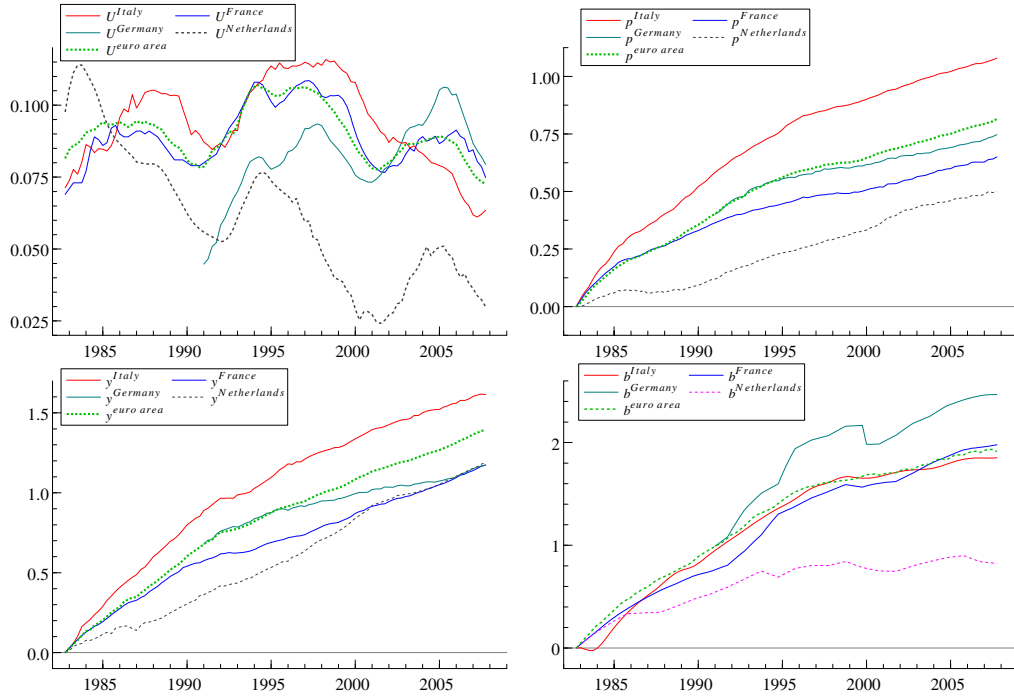 U Italy U France
U Germany U Netherlands
U euro area
0.100
0.075
0.050
0.025
1985 1990 1995 2000 2005
p Italy p France
p Germany p Netherlands
p euro area
1.00
0.75
0.50
0.25
0.00
1985 1990 1995 2000 2005
y Italy y France
y Germany y Netherlands
y euro area
1.5
1.0
0.5
0.0
1985 1990 1995 2000 2005
b Italy b France
b Germany b Netherlands
b euro area
2
1
0
1985 1990 1995 2000 2005